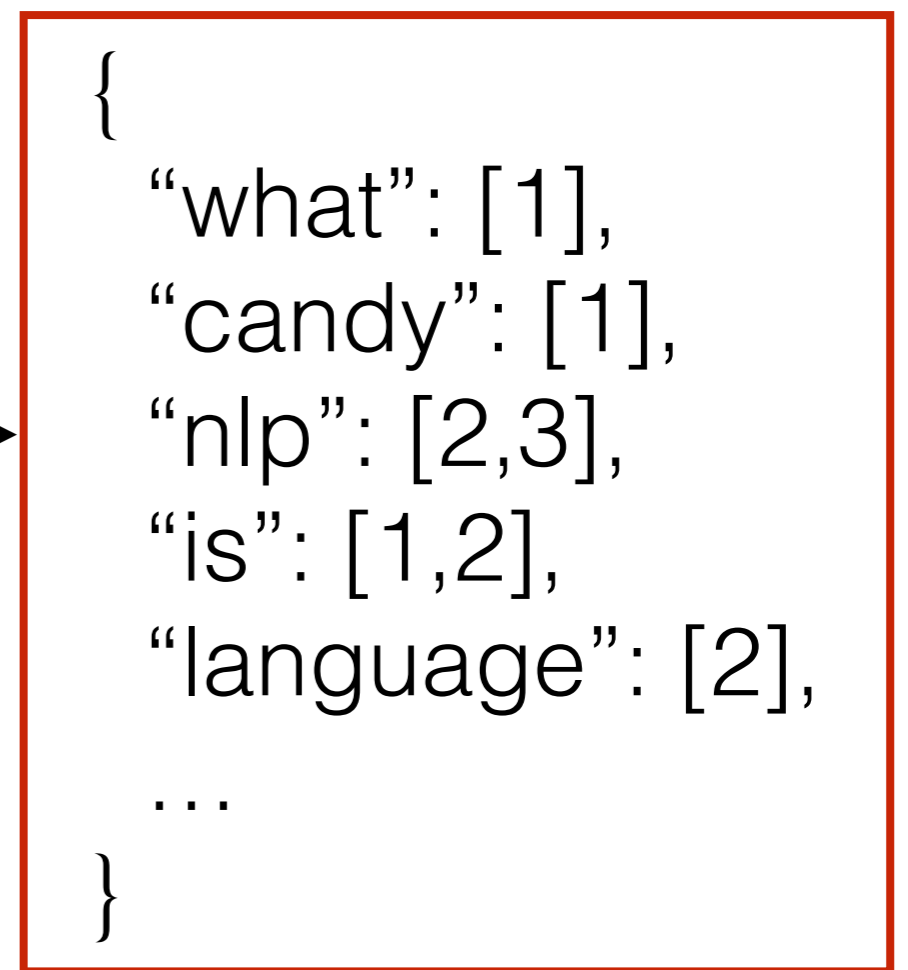 {
“what”: [1],
“candy”: [1],
“nlp”: [2,3],
“is”: [1,2],
“language”: [2],
…
}